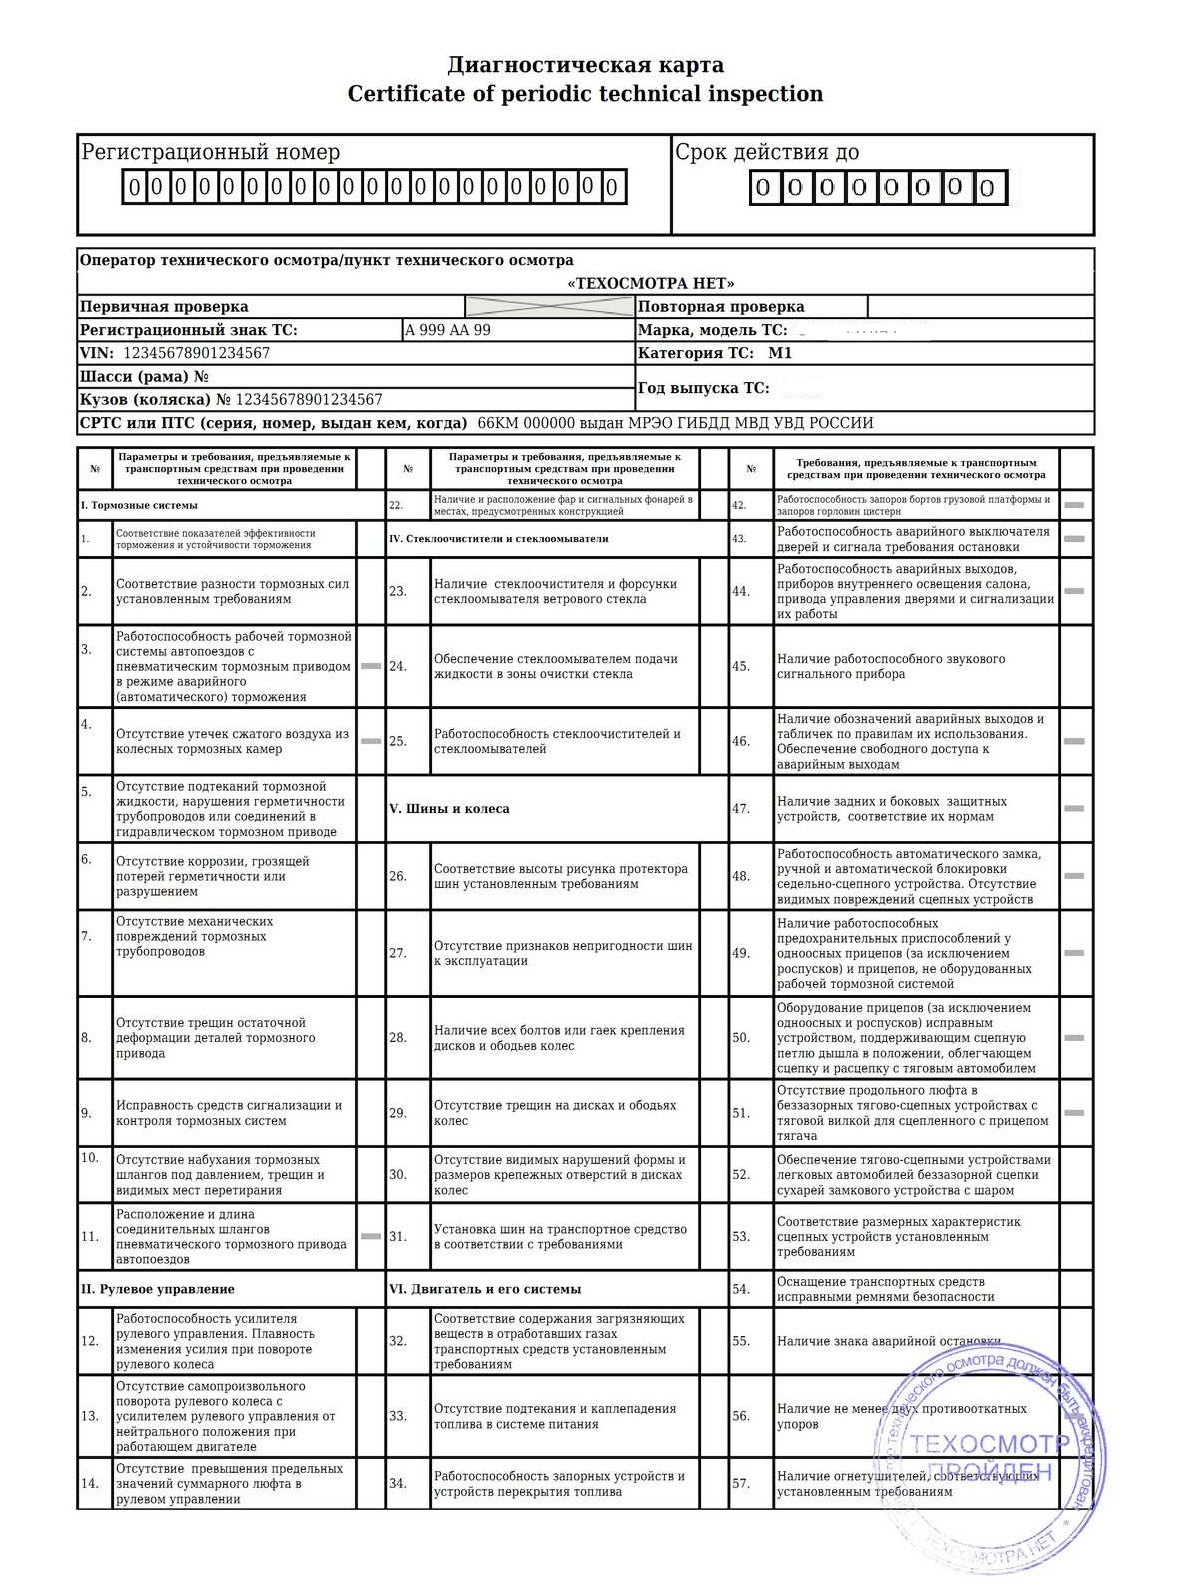 Диагностическая карта
Certificate of periodic technical inspection
Регистрационный номер
0 0 0 0 0 0 0 0 0 0 0 0 0 0 0 0 0 0 0 0 0
Срок действия до
0 0 0 0 0 0 0 0
Оператор технического осмотра/пункт технического осмотра
«ТЕХОСМОТРА НЕТ»
Первичная проверка Повторная проверка
Регистрационный знак ТС: А 999 АА 99 Марка, модель ТС:
VIN: 12345678901234567 Категория ТС: М1
Шасси (рама) №
Год выпуска ТС:
Кузов (коляска) № 12345678901234567
СРТС или ПТС (серия, номер, выдан кем, когда) 66КМ 000000 выдан МРЭО ГИБДД МВД УВД РОССИИ
№
Параметры и требования, предъявляемые к
транспортным средствам при проведении
технического осмотра
№
Параметры и требования, предъявляемые к
транспортным средствам при проведении
технического осмотра
№
Требования, предъявляемые к транспортным
средствам при проведении технического осмотра
I. Тормозные системы
22.
Наличие и расположение фар и сигнальных фонарей в
местах, предусмотренных конструкцией
42.
Работоспособность запоров бортов грузовой платформы и
запоров горловин цистерн
1.
Соответствие показателей эффективности
торможения и устойчивости торможения
IV. Стеклоочистители и стеклоомыватели
43.
Работоспособность аварийного выключателя
дверей и сигнала требования остановки
2.
Соответствие разности тормозных сил
установленным требованиям
23.
Наличие стеклоочистителя и форсунки
стеклоомывателя ветрового стекла
44.
Работоспособность аварийных выходов,
приборов внутреннего освещения салона,
привода управления дверями и сигнализации
их работы
3.
Работоспособность рабочей тормозной
системы автопоездов с
пневматическим тормозным приводом
в режиме аварийного
(автоматического) торможения
24.
Обеспечение стеклоомывателем подачи
жидкости в зоны очистки стекла
45.
Наличие работоспособного звукового
сигнального прибора
4.
Отсутствие утечек сжатого воздуха из
колесных тормозных камер
25.
Работоспособность стеклоочистителей и
стеклоомывателей
46.
Наличие обозначений аварийных выходов и
табличек по правилам их использования.
Обеспечение свободного доступа к
аварийным выходам
5.
Отсутствие подтеканий тормозной
жидкости, нарушения герметичности
трубопроводов или соединений в
гидравлическом тормозном приводе
V. Шины и колеса
47.
Наличие задних и боковых защитных
устройств, соответствие их нормам
6.
Отсутствие коррозии, грозящей
потерей герметичности или
разрушением
26.
Соответствие высоты рисунка протектора
шин установленным требованиям
48.
Работоспособность автоматического замка,
ручной и автоматической блокировки
седельно-сцепного устройства. Отсутствие
видимых повреждений сцепных устройств
7.
Отсутствие механических
повреждений тормозных
трубопроводов
27.
Отсутствие признаков непригодности шин
к эксплуатации
49.
Наличие работоспособных
предохранительных приспособлений у
одноосных прицепов (за исключением
роспусков) и прицепов, не оборудованных
рабочей тормозной системой
8.
Отсутствие трещин остаточной
деформации деталей тормозного
привода
28.
Наличие всех болтов или гаек крепления
дисков и ободьев колес
50.
Оборудование прицепов (за исключением
одноосных и роспусков) исправным
устройством, поддерживающим сцепную
петлю дышла в положении, облегчающем
сцепку и расцепку с тяговым автомобилем
9.
Исправность средств сигнализации и
контроля тормозных систем
29.
Отсутствие трещин на дисках и ободьях
колес
51.
Отсутствие продольного люфта в
беззазорных тягово-сцепных устройствах с
тяговой вилкой для сцепленного с прицепом
тягача
10.
Отсутствие набухания тормозных
шлангов под давлением, трещин и
видимых мест перетирания
30.
Отсутствие видимых нарушений формы и
размеров крепежных отверстий в дисках
колес
52.
Обеспечение тягово-сцепными устройствами
легковых автомобилей беззазорной сцепки
сухарей замкового устройства с шаром
11.
Расположение и длина
соединительных шлангов
пневматического тормозного привода
автопоездов
31.
Установка шин на транспортное средство
в соответствии с требованиями
53.
Соответствие размерных характеристик
сцепных устройств установленным
требованиям
II. Рулевое управление
VI. Двигатель и его системы
54.
Оснащение транспортных средств
исправными ремнями безопасности
12.
Работоспособность усилителя
рулевого управления. Плавность
изменения усилия при повороте
рулевого колеса
32.
Соответствие содержания загрязняющих
веществ в отработавших газах
транспортных средств установленным
требованиям
55.
Наличие знака аварийной остановки
13.
Отсутствие самопроизвольного
поворота рулевого колеса с
усилителем рулевого управления от
нейтрального положения при
работающем двигателе
33.
Отсутствие подтекания и каплепадения
топлива в системе питания
56.
Наличие не менее двух противооткатных
упоров
14.
Отсутствие превышения предельных
значений суммарного люфта в
рулевом управлении
34.
Работоспособность запорных устройств и
устройств перекрытия топлива
57.
Наличие огнетушителей, соответствующих
установленным требованиям
технического осмотра должен быть аккредитован
ТЕХОСМОТР
ПРОЙДЕН
* ТЕХОСМОТРА НЕТ *